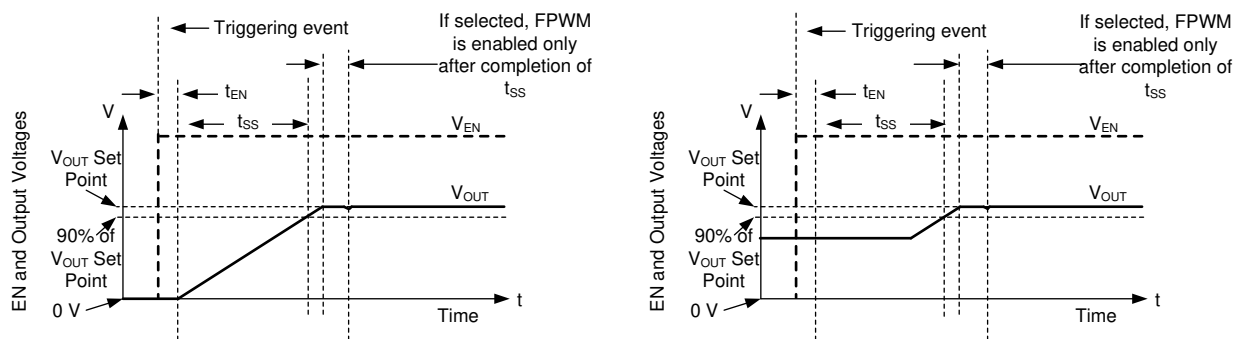 Triggering event
If selected, FPWM
is enabled only
after completion of
tSS
tEN
V
tSS
VEN
EN and Output Voltages
VOUT Set
Point
VOUT
90% of
VOUT Set
Point
0 V
t
Time
Triggering event
If selected, FPWM
is enabled only
after completion of
tSS
tEN
V
tSS
VEN
EN and Output Voltages
VOUT Set
Point
VOUT
90% of
VOUT Set
Point
0 V
t
Time